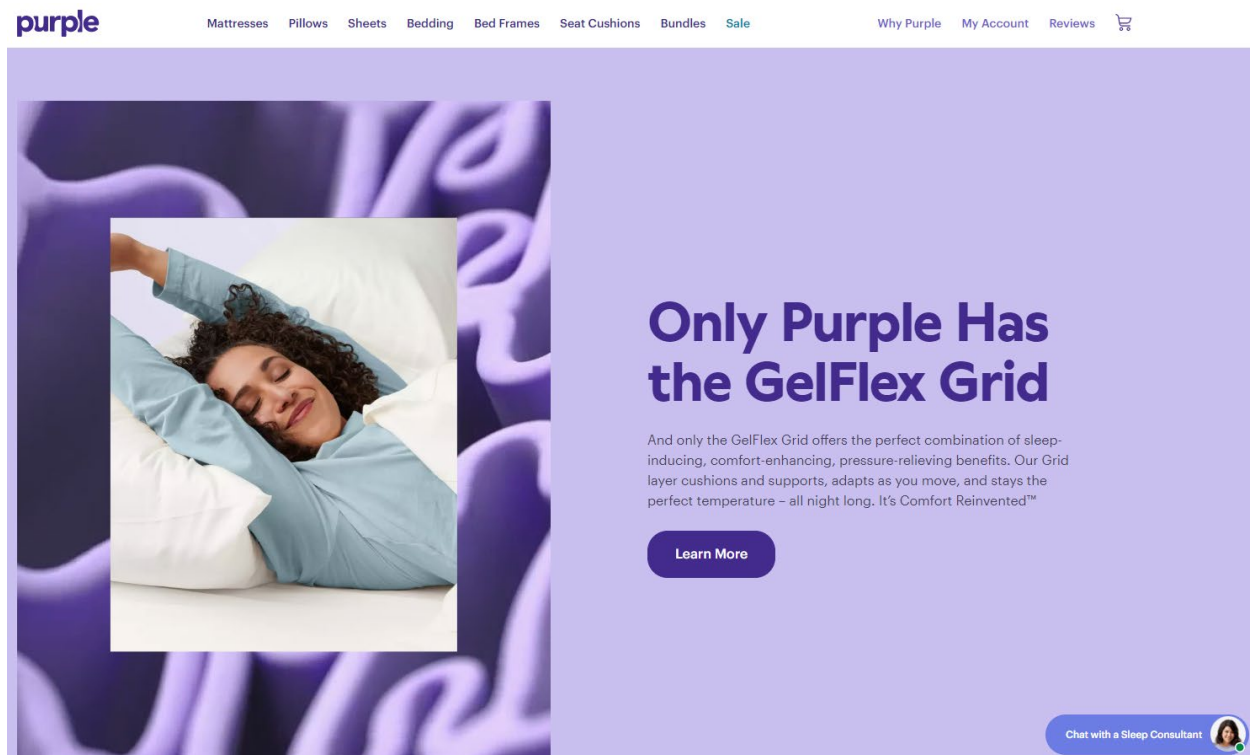 purple
Mattresses Pillows Sheets Bedding Bed Frames Seat Cushions Bundles Sale Why Purple My Account Reviews
Only Purple Has
the GelFlex Grid
And only the GelFlex Grid offers the perfect combination of sleep-
inducing, comfort-enhancing, pressure-relieving benefits. Our Grid
layer cushions and supports, adapts as you move, and stays the
perfect temperature – all night long. It’s Comfort Reinvented™
Learn More
Chat with a Sleep Consultant